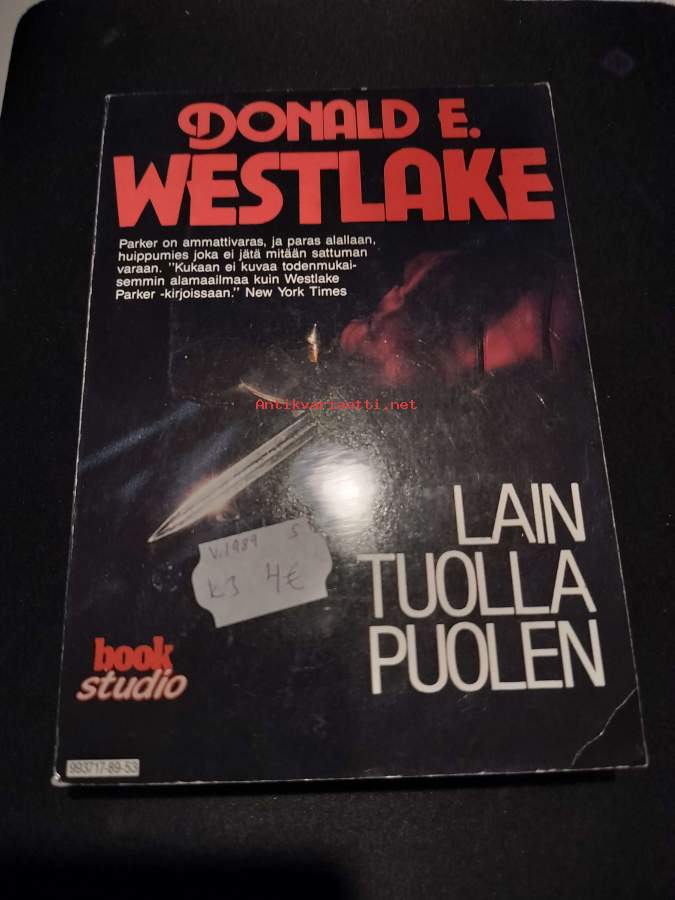 DONALD E.
WESTLAKE
Parker on ammattivaras, ja paras alallaan,
huippumies joka ei jätä mitään sattuman
varaan. "Kukaan ei kuvaa todenmukai-
semmin alamaailmaa kuin Westlake
Parker -kirjoissaan." New York Times
Antikvariaatti.net
LAIN
TUOLLA
PUOLEN
v.1989 S
k3 4€
book
studio
993717-89-53